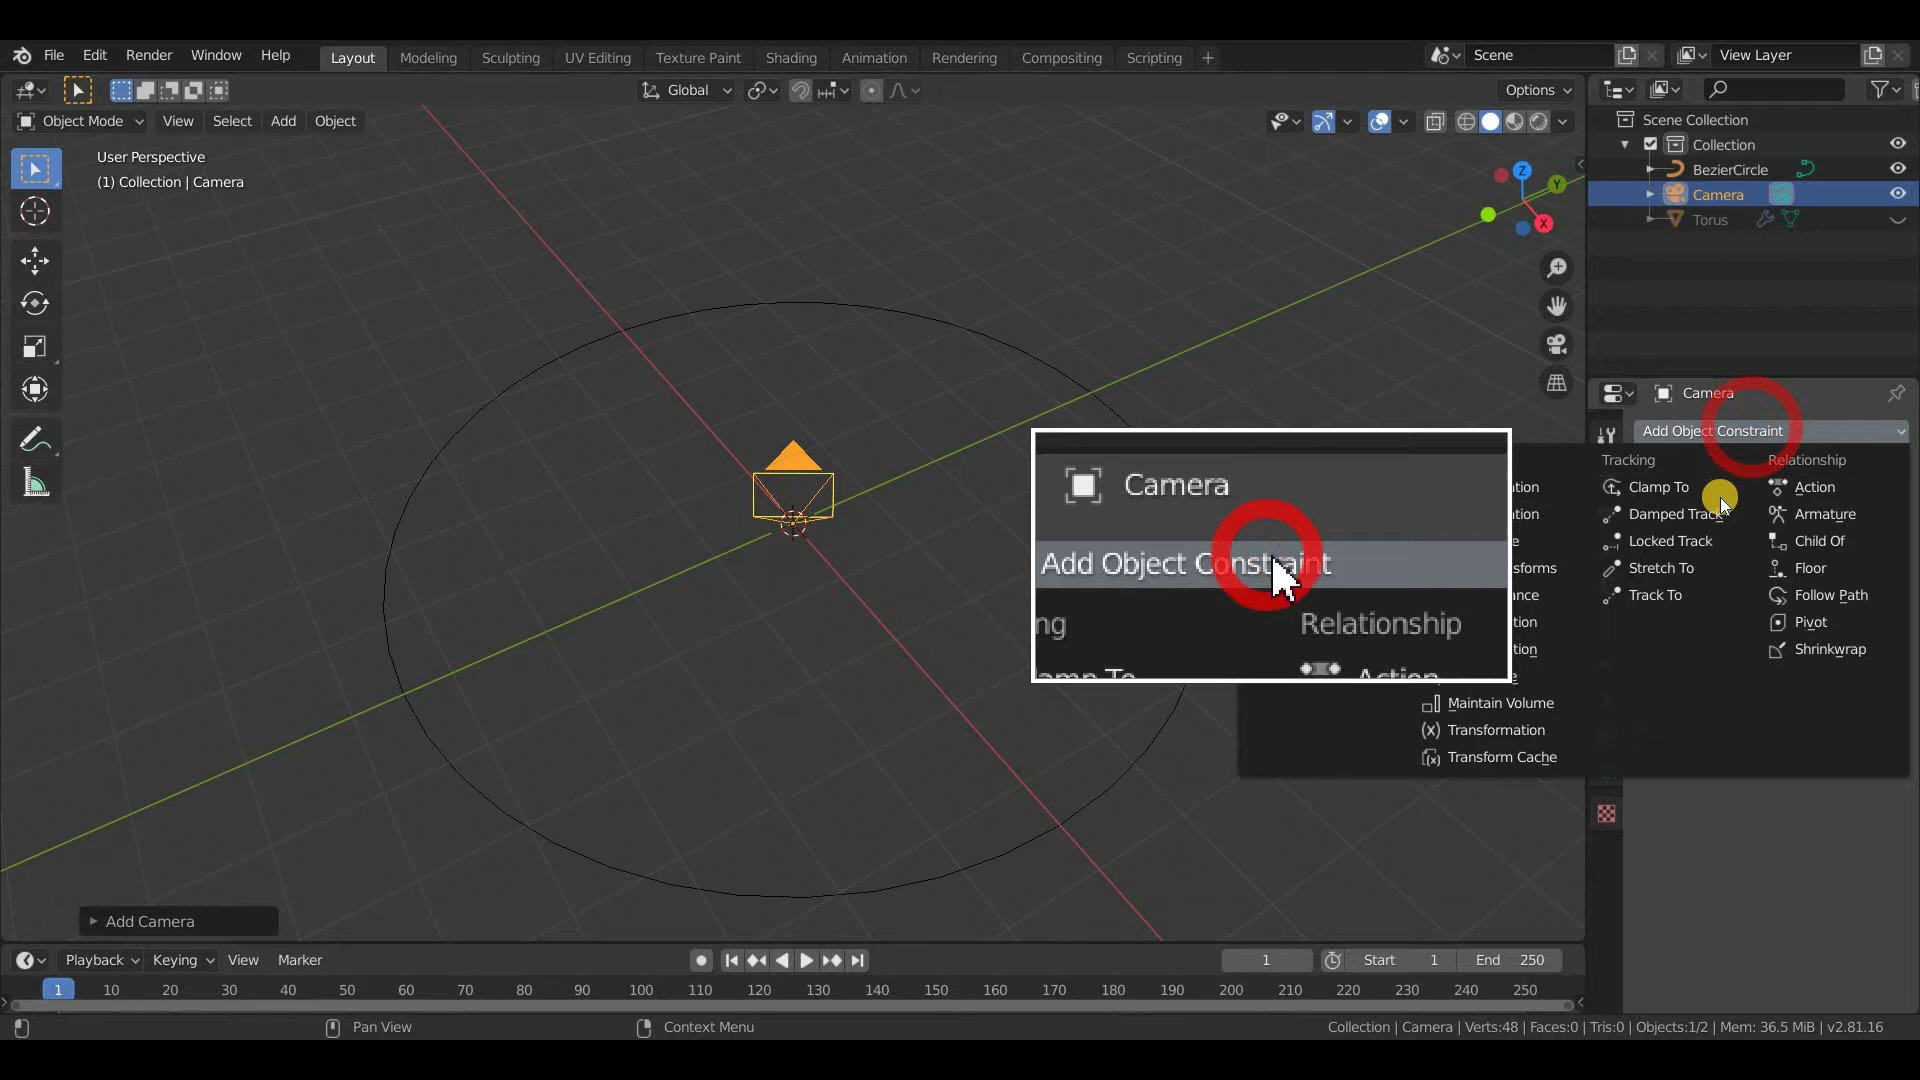 File Edit Render Window Help Layout Modeling Sculpting UV Editing Texture Paint Shading Animation Rendering Compositing Scripting + Scene View Layer
Global Options
Object Mode View Select Add Object
User Perspective
(1) Collection | Camera
Z
Y
X
Scene Collection
Collection
BezierCircle
Camera
Torus
Camera
Add Object Constraint
Tracking Relationship
Clamp To Action
Damped Track Armature
Locked Track Child Of
Stretch To Floor
Track To Follow Path
Pivot
Shrinkwrap
Maintain Volume
Transformation
Transform Cache
Camera
Add Object Constraint
ng Relationship
Add Camera
Playback Keying View Marker 1 Start 1 End 250
1 10 20 30 40 50 60 70 80 90 100 110 120 130 140 150 160 170 180 190 200 210 220 230 240 250
Pan View Context Menu Collection | Camera | Verts:48 | Faces:0 | Tris:0 | Objects:1/2 | Mem: 36.5 MiB | v2.81.16